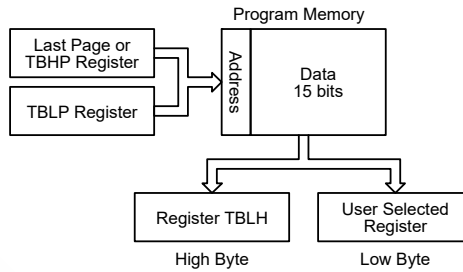 Program Memory
Last Page or
TBHP Register
TBLP Register
Address
Data
15 bits
Register TBLH
User Selected
Register
High Byte
Low Byte